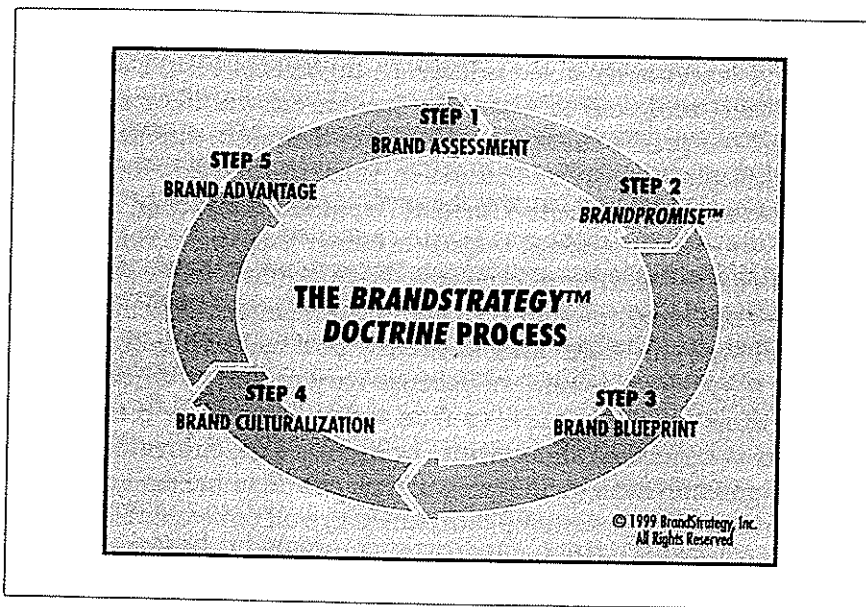 STEP 1
BRAND ASSESSMENT
STEP 2
BRANDPROMISE™
STEP 3
BRAND BLUEPRINT
STEP 4
BRAND CULTURALIZATION
STEP 5
BRAND ADVANTAGE
THE BRANDSTRATEGY™
DOCTRINE PROCESS
© 1999 BrandStrategy, Inc.
All Rights Reserved